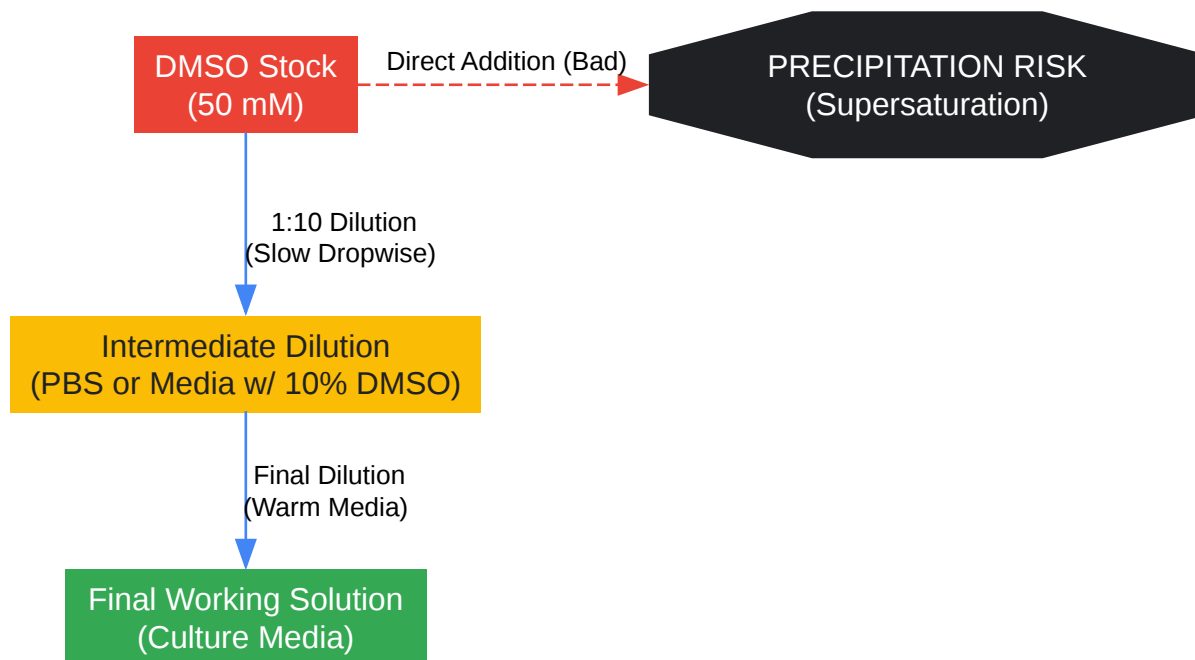 DMSO Stock
(50 mM)
Direct Addition (Bad)
PRECIPITATION RISK
(Supersaturation)
1:10 Dilution
(Slow Dropwise)
Intermediate Dilution
(PBS or Media w/ 10% DMSO)
Final Dilution
(Warm Media)
Final Working Solution
(Culture Media)